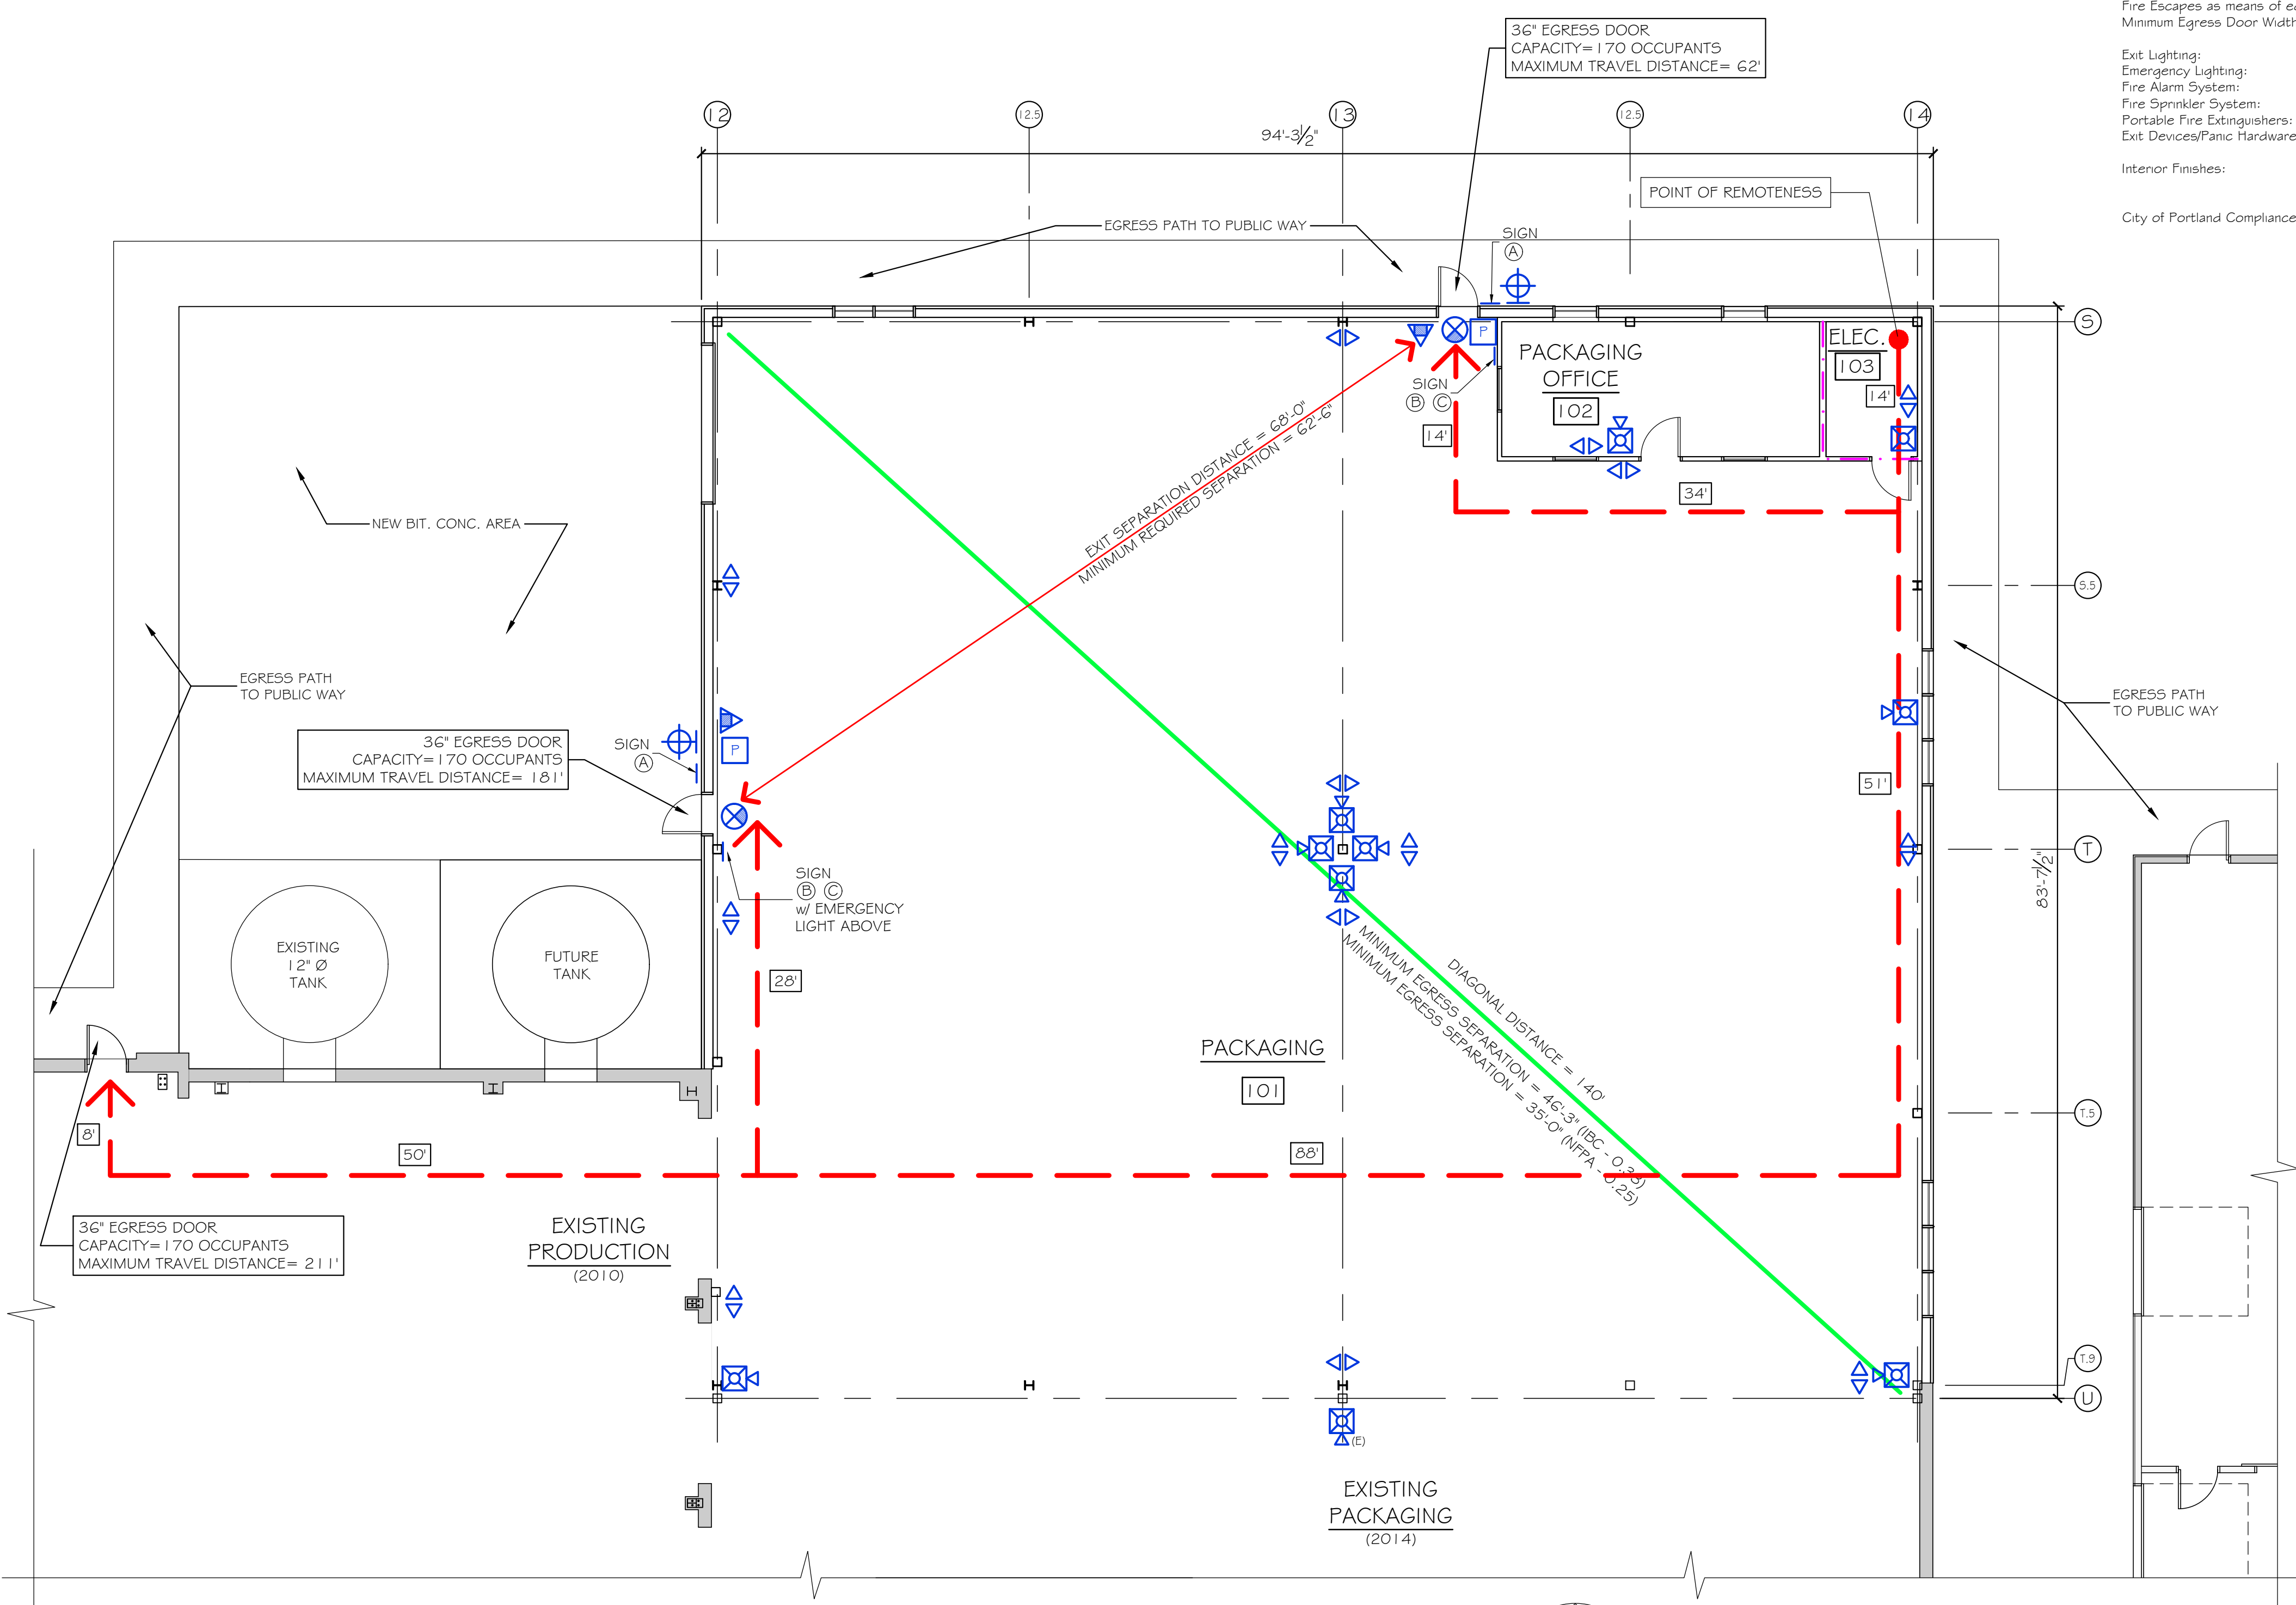 Fire Escapes as means of
Minimum Egress Door Width
Exit Lighting:
Emergency Lighting:
Fire Alarm System:
Fire Sprinkler System:
Portable Fire Extinguishers:
Exit Devices/Panic Hardware
Interior Finishes:
City of Portland Compliance
36" EGRESS DOOR
CAPACITY=170 OCCUPANTS
MAXIMUM TRAVEL DISTANCE= 62'
12
12.5
13
12.5
14
94'-3 1/2"
POINT OF REMOTENESS
EGRESS PATH TO PUBLIC WAY
SIGN
A
S
P
PACKAGING
OFFICE
102
ELEC.
103
14'
SIGN
B C
14'
34'
EXIT SEPARATION DISTANCE = 68'-0"
MINIMUM REQUIRED SEPARATION = 62'-6"
NEW BIT. CONC. AREA
S.5
EGRESS PATH
TO PUBLIC WAY
EGRESS PATH
TO PUBLIC WAY
36" EGRESS DOOR
CAPACITY=170 OCCUPANTS
MAXIMUM TRAVEL DISTANCE= 181'
SIGN
A
P
51'
T
83'-7 1/2"
SIGN
B C
w/ EMERGENCY
LIGHT ABOVE
EXISTING
12" Ø
TANK
FUTURE
TANK
28'
DIAGONAL DISTANCE = 140'
MINIMUM EGRESS SEPARATION = 46'-3" (IBC - 0.33)
MINIMUM EGRESS SEPARATION = 35'-0" (NFPA - 0.25)
PACKAGING
101
T.5
8'
50'
88'
36" EGRESS DOOR
CAPACITY=170 OCCUPANTS
MAXIMUM TRAVEL DISTANCE= 211'
EXISTING
PRODUCTION
(2010)
T.9
U
(E)
EXISTING
PACKAGING
(2014)